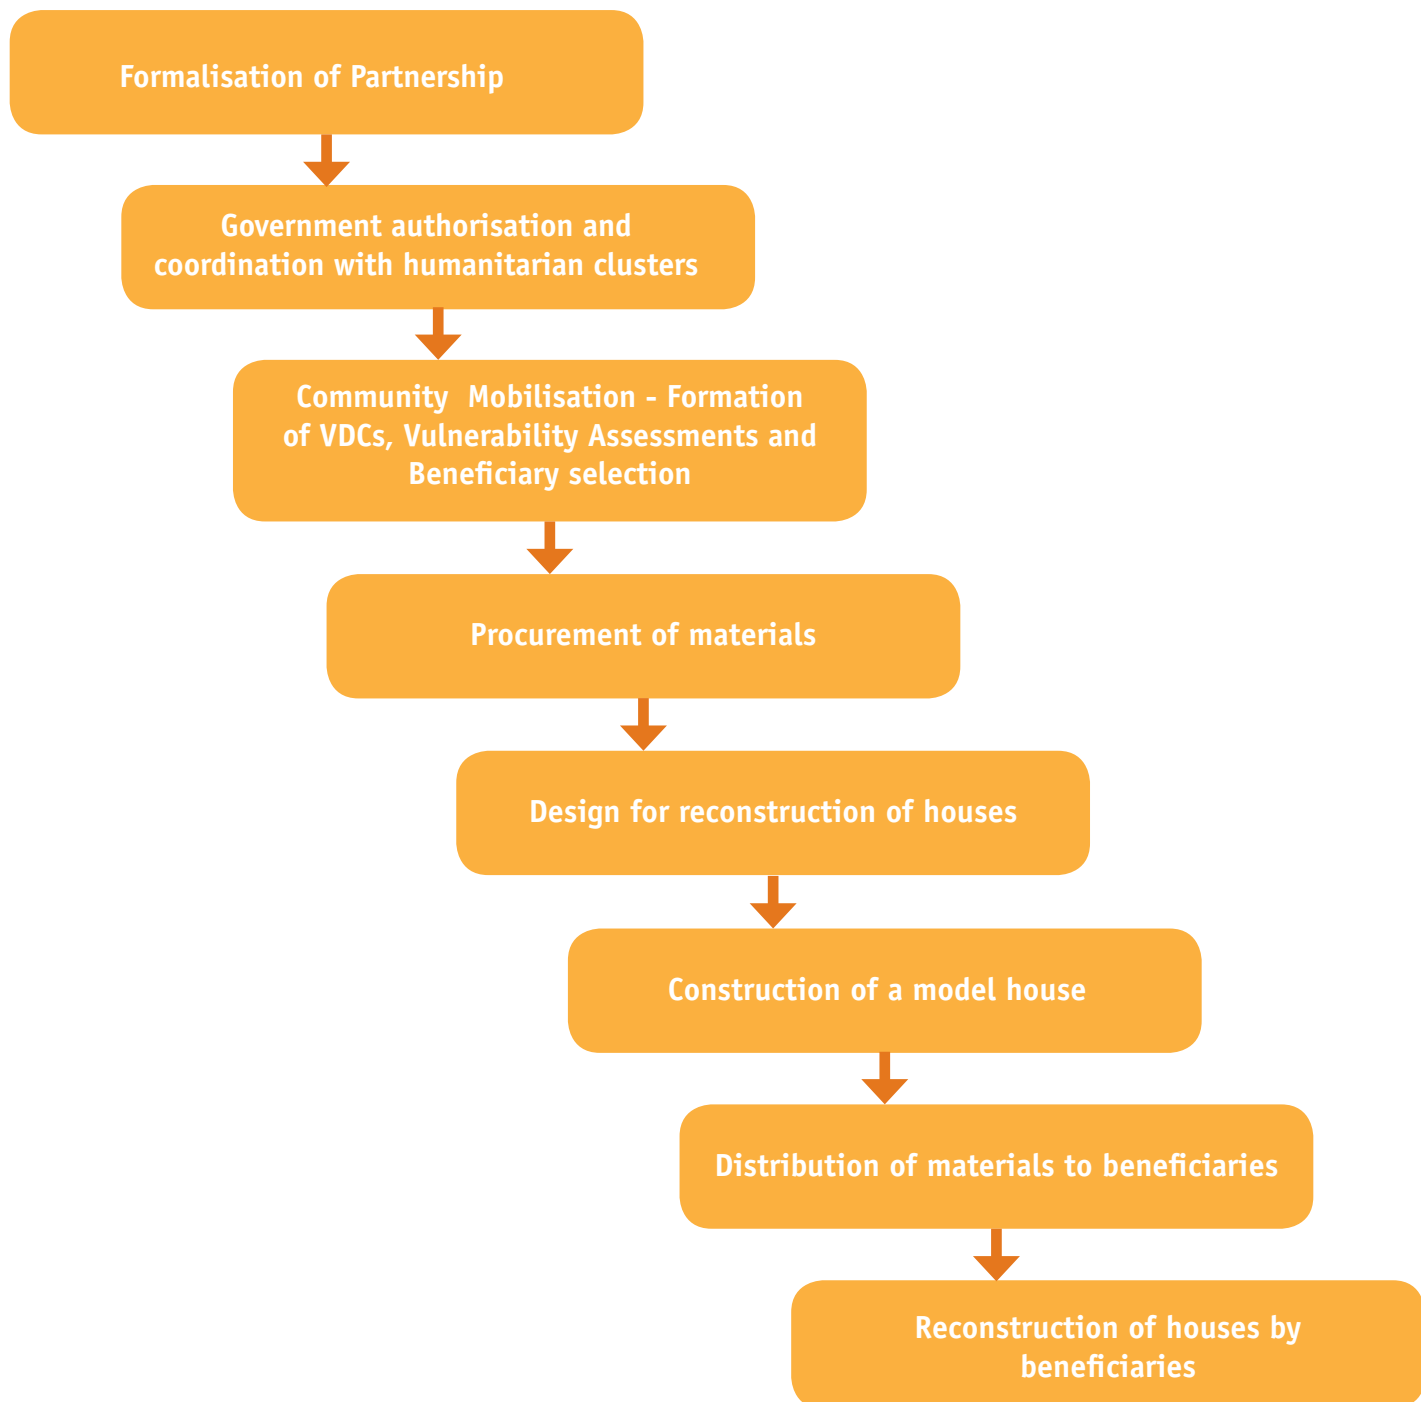 Formalisation of Partnership
Government authorisation and
coordination with humanitarian clusters
Community  Mobilisation - Formation
of VDCs, Vulnerability Assessments and
Beneficiary selection
Procurement of materials
Design for reconstruction of houses
Construction of a model house
Distribution of materials to beneficiaries
Reconstruction of houses by
beneficiaries